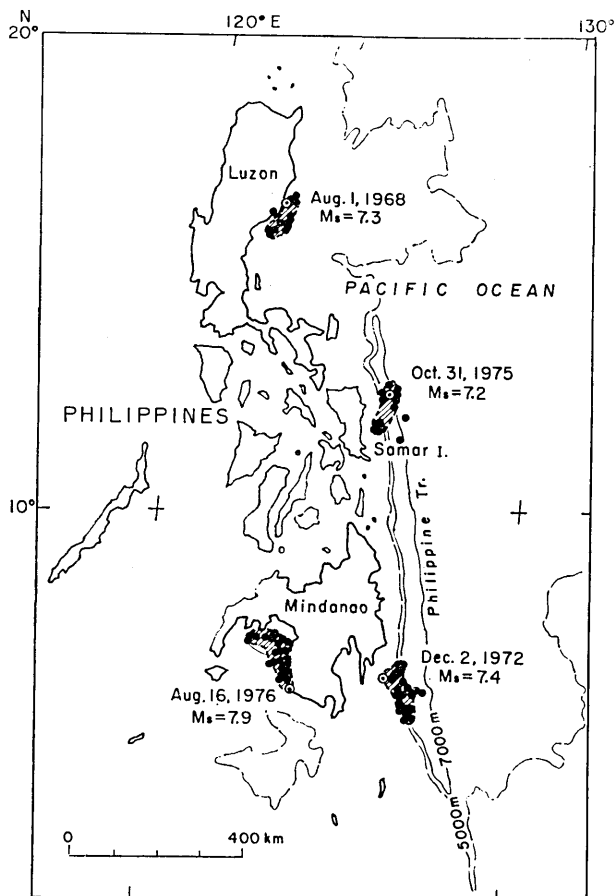 N
20°
120° E
130°
Luzon
Aug. 1, 1968
Ms=7.3
PACIFIC OCEAN
Oct. 31, 1975
Ms=7.2
PHILIPPINES
Samar I.
10°
Philippine Tr.
Mindanao
Dec. 2, 1972
Ms=7.4
Aug. 16, 1976
Ms=7.9
7000m
5000m
0 400 km